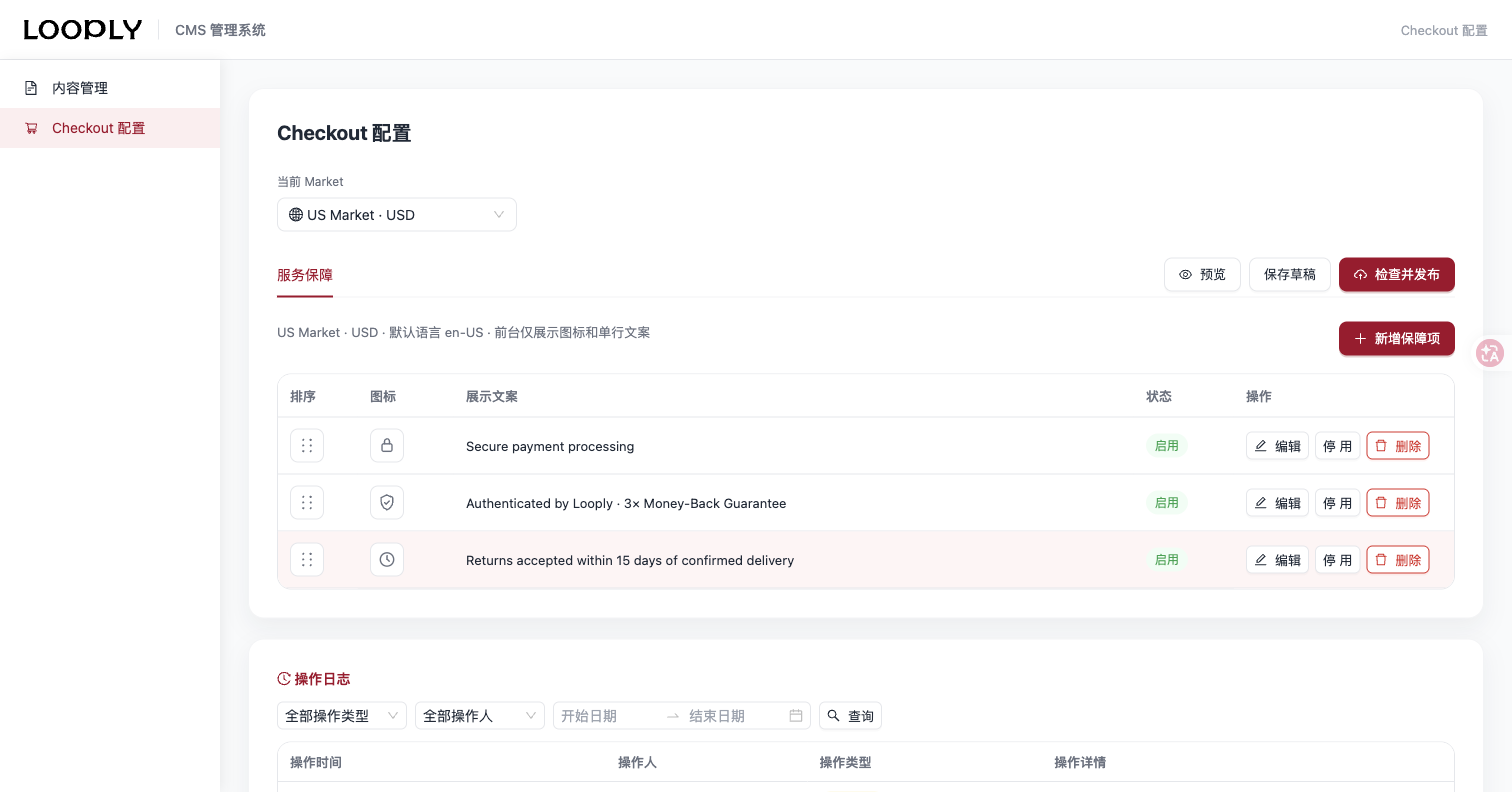 LOOPLY
CMS 管理系统
Checkout 配置
内容管理
Checkout 配置
Checkout 配置
当前 Market
US Market · USD
服务保障
预览
保存草稿
检查并发布
US Market · USD · 默认语言 en-US · 前台仅展示图标和单行文案
新增保障项
排序 图标 展示文案 状态 操作
Secure payment processing 启用 编辑 停用 删除
Authenticated by Looply · 3× Money-Back Guarantee 启用 编辑 停用 删除
Returns accepted within 15 days of confirmed delivery 启用 编辑 停用 删除
操作日志
全部操作类型 全部操作人 开始日期 结束日期 查询
操作时间 操作人 操作类型 操作详情